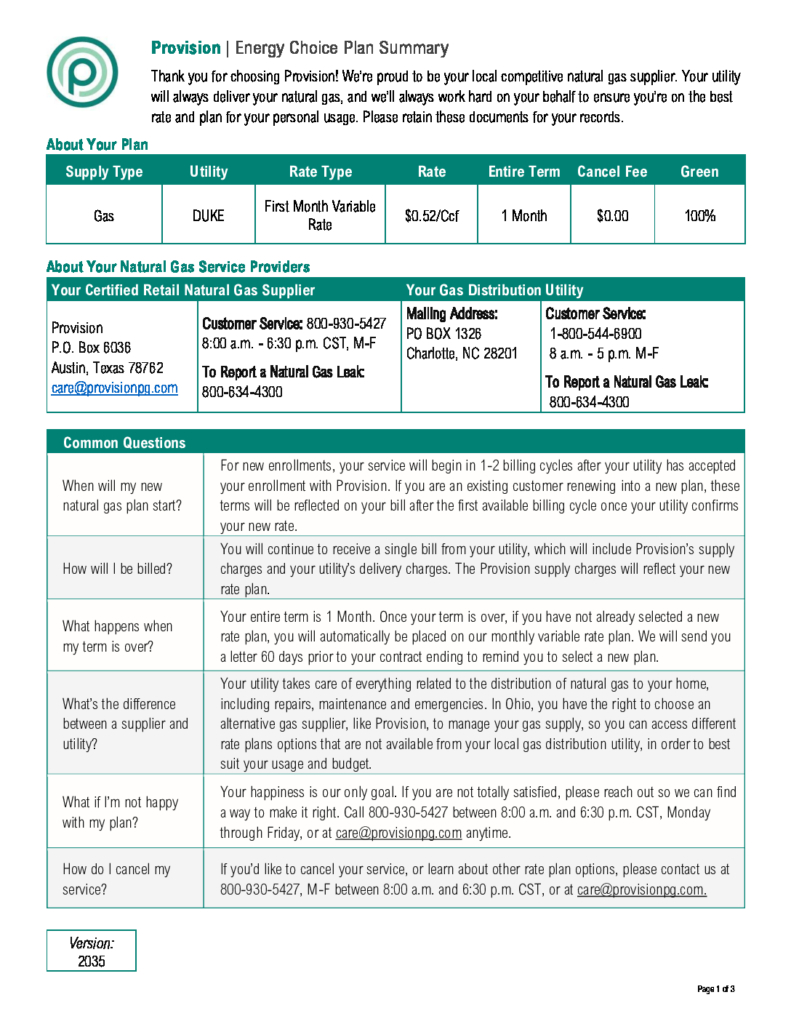 Provision | Energy Choice Plan Summary
Thank you for choosing Provision! We're proud to be your local competitive natural gas supplier. Your utility
will always deliver your natural gas, and we'll always work hard on your behalf to ensure you're on the best
rate and plan for your personal usage. Please retain these documents for your records.
About Your Plan
Supply Type Utility Rate Type Rate Entire Term Cancel Fee Green
Gas DUKE First Month Variable $0.52/Ccf 1 Month $0.00 100%
Rate
About Your Natural Gas Service Providers
Your Certified Retail Natural Gas Supplier Your Gas Distribution Utility
Provision
P.O. Box 6036
Austin, Texas 78762
care@provisionpg.com
Customer Service: 800-930-5427
8:00 a.m. - 6:30 p.m. CST, M-F
To Report a Natural Gas Leak:
800-634-4300
Mailing Address:
PO BOX 1326
Charlotte, NC 28201
Customer Service:
1-800-544-6900
8 a.m. - 5 p.m. M-F
To Report a Natural Gas Leak:
800-634-4300
Common Questions
When will my new
natural gas plan start?
For new enrollments, your service will begin in 1-2 billing cycles after your utility has accepted
your enrollment with Provision. If you are an existing customer renewing into a new plan, these
terms will be reflected on your bill after the first available billing cycle once your utility confirms
your new rate.
How will I be billed?
You will continue to receive a single bill from your utility, which will include Provision's supply
charges and your utility's delivery charges. The Provision supply charges will reflect your new
rate plan.
What happens when
my term is over?
Your entire term is 1 Month. Once your term is over, if you have not already selected a new
rate plan, you will automatically be placed on our monthly variable rate plan. We will send you
a letter 60 days prior to your contract ending to remind you to select a new plan.
What's the difference
between a supplier and
utility?
Your utility takes care of everything related to the distribution of natural gas to your home,
including repairs, maintenance and emergencies. In Ohio, you have the right to choose an
alternative gas supplier, like Provision, to manage your gas supply, so you can access different
rate plans options that are not available from your local gas distribution utility, in order to best
suit your usage and budget.
What if I'm not happy
with my plan?
Your happiness is our only goal. If you are not totally satisfied, please reach out so we can find
a way to make it right. Call 800-930-5427 between 8:00 a.m. and 6:30 p.m. CST, Monday
through Friday, or at care@provisionpg.com anytime.
How do I cancel my
service?
If you'd like to cancel your service, or learn about other rate plan options, please contact us at
800-930-5427, M-F between 8:00 a.m. and 6:30 p.m. CST, or at care@provisionpg.com.
Version:
2035
Page 1 of 3